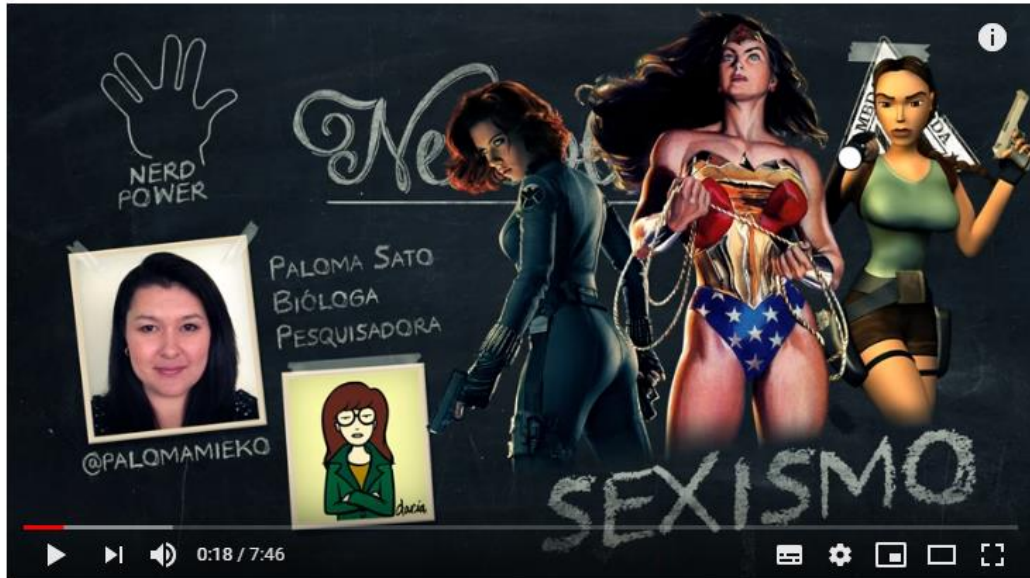 NERD
POWER
PALOMA SATO
BIÓLOGA
PESQUISADORA
@PALOMAMIEKO
daria
SEXISMO
0:18 / 7:46